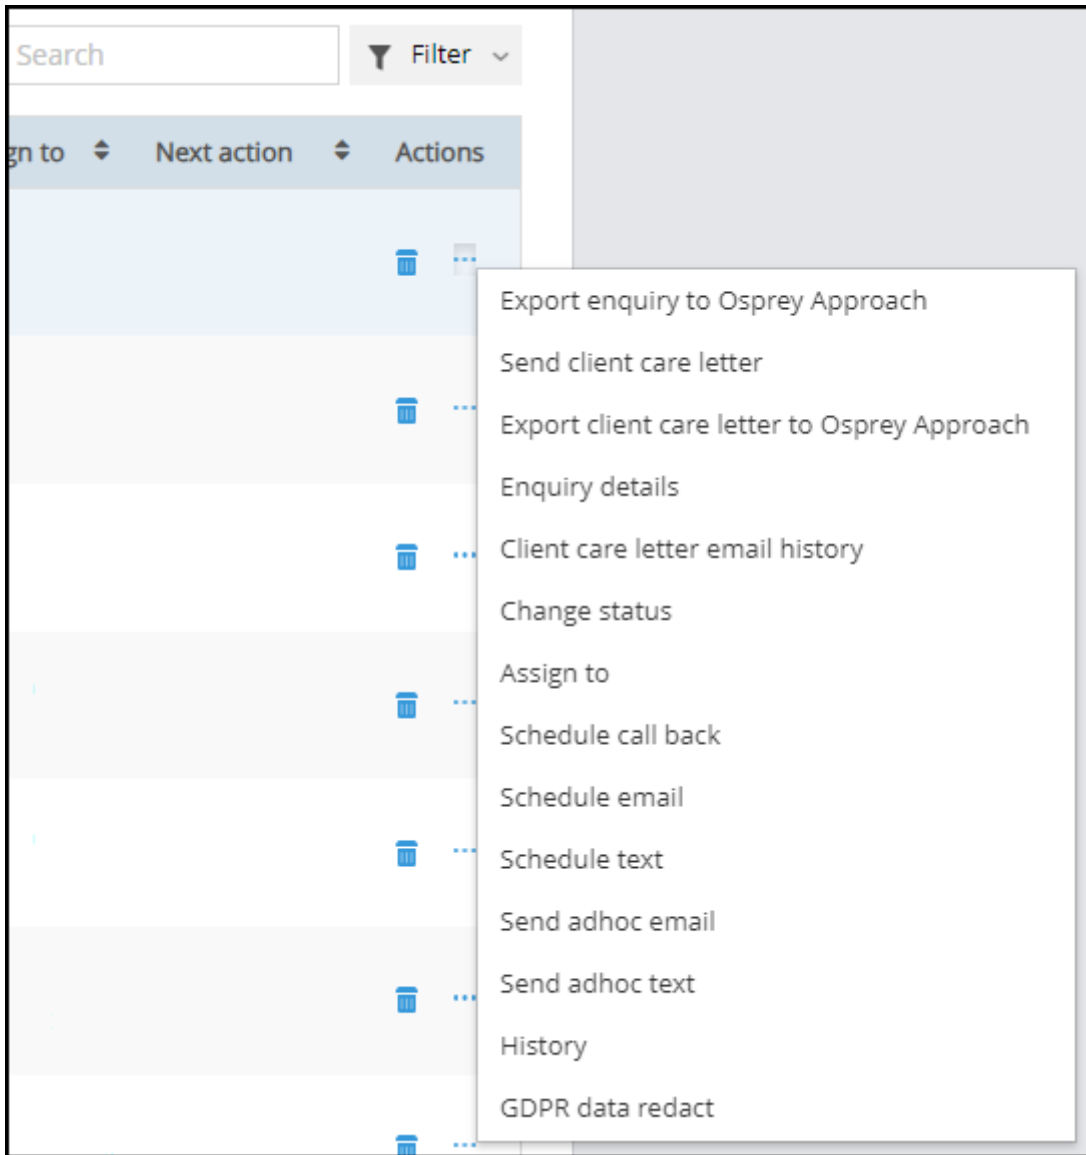 Search
Filter
gn to
Next action
Actions
Export enquiry to Osprey Approach
Send client care letter
Export client care letter to Osprey Approach
Enquiry details
Client care letter email history
Change status
Assign to
Schedule call back
Schedule email
Schedule text
Send adhoc email
Send adhoc text
History
GDPR data redact